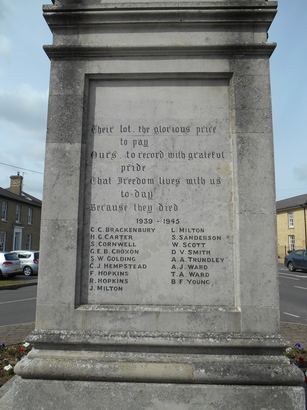 Their lot, the glorious price
to pay
Ours, to record with grateful
pride
That Freedom lives with us
to-day
Because they died
1939 - 1945
C C. BRACKENBURY
H G. CARTER
S. CORNWELL
G E B. CROXON
S. W GOLDING
C. J. HEMPSTEAD
F. HOPKINS
R. HOPKINS
J. MILTON
L. MILTON
S. SANDERSON
W. SCOTT
D V. SMITH
A. A TRUNDLEY
A. J. WARD
T. A. WARD
B F. YOUNG